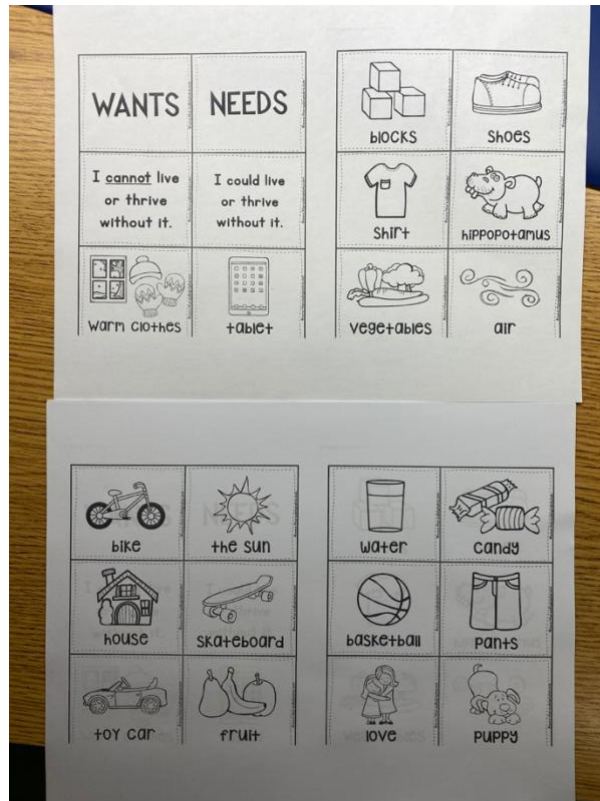 WANTS NEEDS
I cannot live
or thrive
without it.
I could live
or thrive
without it.
warm clothes tablet
blocks shoes
shirt hippopotamus
vegetables air
bike the sun
house skateboard
toy car fruit
water candy
basketball pants
love puppy